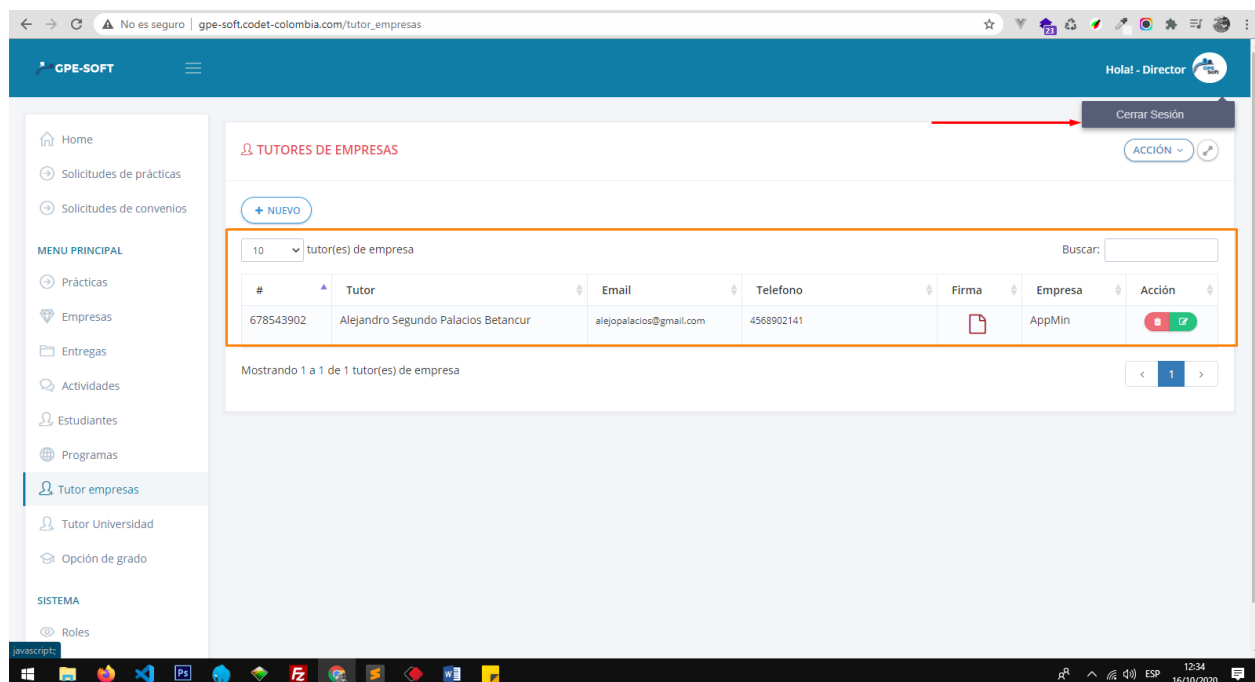 No es seguro | gpe-soft.codet-colombia.com/tutor_empresas
23
GPE-SOFT
Hola! - Director
GPE
Soft
Cerrar Sesión
Home
Solicitudes de prácticas
Solicitudes de convenios
MENU PRINCIPAL
Prácticas
Empresas
Entregas
Actividades
Estudiantes
Programas
Tutor empresas
Tutor Universidad
Opción de grado
SISTEMA
Roles
TUTORES DE EMPRESAS
ACCIÓN
+ NUEVO
10 tutor(es) de empresa
Buscar:
# Tutor Email Telefono Firma Empresa Acción
678543902 Alejandro Segundo Palacios Betancur alejopalacios@gmail.com 4568902141 AppMin
Mostrando 1 a 1 de 1 tutor(es) de empresa
< 1 >
javascript:;
Ps
ESP
12:34
16/10/2020